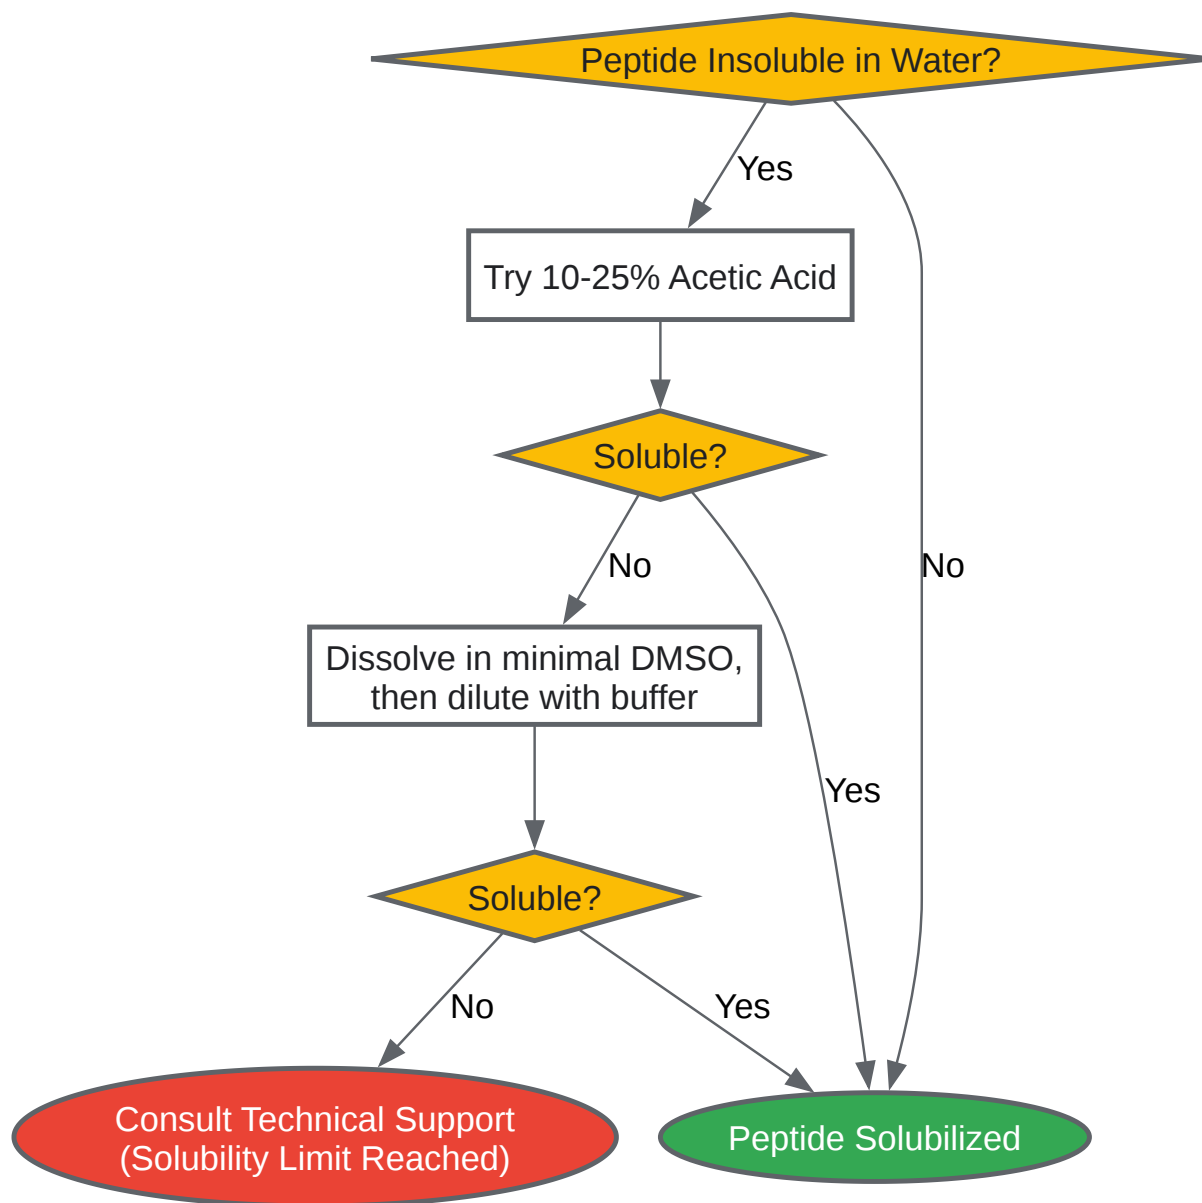 Peptide Insoluble in Water?
Yes
Try 10-25% Acetic Acid
Soluble?
No
No
Dissolve in minimal DMSO,
then dilute with buffer
Yes
Soluble?
No
Yes
Consult Technical Support
(Solubility Limit Reached)
Peptide Solubilized